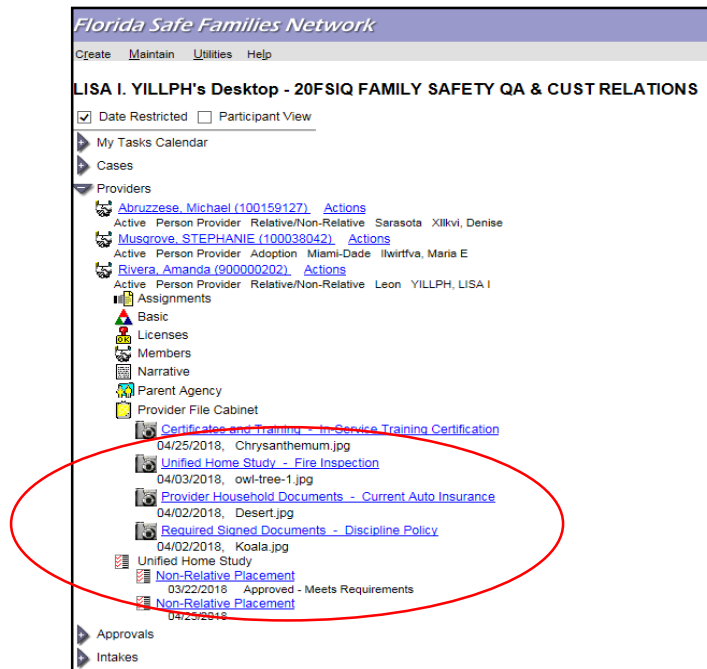 Florida Safe Families Network
Create Maintain Utilities Help
LISA I. YILLPH's Desktop - 20FSIQ FAMILY SAFETY QA & CUST RELATIONS
Date Restricted Participant View
My Tasks Calendar
Cases
Providers
Abruzzese, Michael (100159127) Actions
Active Person Provider Relative/Non-Relative Sarasota XIlkvi, Denise
Musgrove, STEPHANIE (100038042) Actions
Active Person Provider Adoption Miami-Dade Ilwirtfva, Maria E
Rivera, Amanda (900000202) Actions
Active Person Provider Relative/Non-Relative Leon YILLPH, LISA I
Assignments
Basic
OK Licenses
Members
Narrative
Parent Agency
Provider File Cabinet
Certificates and Training - In-Service Training Certification
04/25/2018, Chrysanthemum.jpg
Unified Home Study - Fire Inspection
04/03/2018, owl-tree-1.jpg
Provider Household Documents - Current Auto Insurance
04/02/2018, Desert.jpg
Required Signed Documents - Discipline Policy
04/02/2018, Koala.jpg
Unified Home Study
Non-Relative Placement
03/22/2018 Approved - Meets Requirements
Non-Relative Placement
04/25/2018
Approvals
Intakes